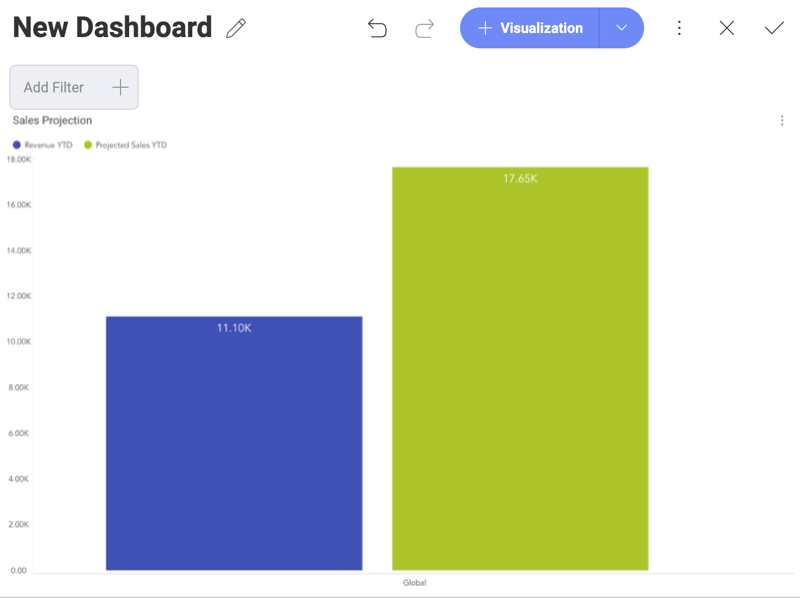 New Dashboard
Visualization
Add Filter
Sales Projection
Revenue YTD Projected Sales YTD
18.00K
17.65K
16.00K
14.00K
12.00K
11.10K
10.00K
8.00K
6.00K
4.00K
2.00K
0.00
Global